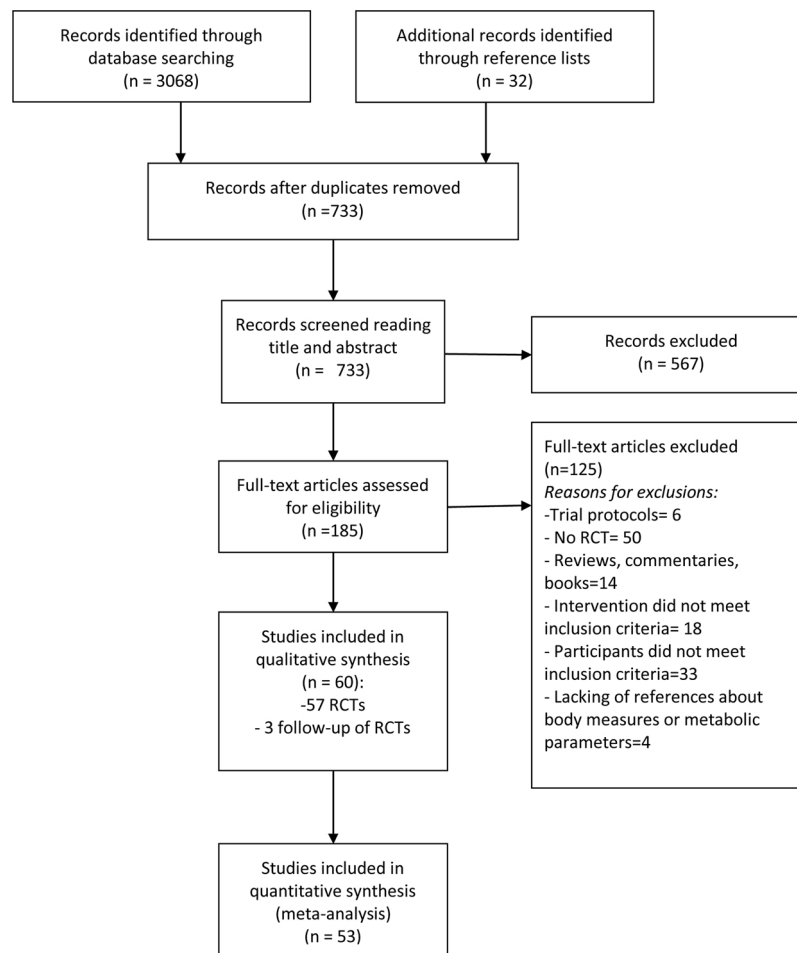 Records identified through
database searching
(n = 3068)
Additional records identified
through reference lists
(n = 32)
Records after duplicates removed
(n =733)
Records screened reading
title and abstract
(n =   733)
Records excluded
(n = 567)
Full-text articles assessed
for eligibility
(n =185)
Full-text articles excluded
(n=125)
Reasons for exclusions:
-Trial protocols= 6
- No RCT= 50
- Reviews, commentaries,
books=14
- Intervention did not meet
inclusion criteria= 18
- Participants did not meet
inclusion criteria=33
- Lacking of references about
body measures or metabolic
parameters=4
Studies included in
qualitative synthesis
(n = 60):
-57 RCTs
- 3 follow-up of RCTs
Studies included in
quantitative synthesis
(meta-analysis)
(n = 53)